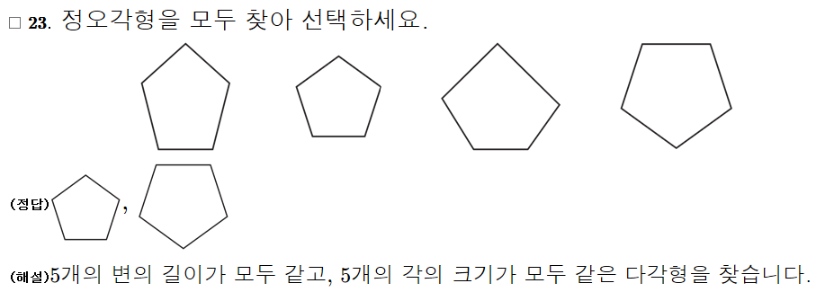 □ 23. 정오각형을 모두 찾아 선택하세요.
(정답) ,
(해설)5개의 변의 길이가 모두 같고, 5개의 각의 크기가 모두 같은 다각형을 찾습니다.